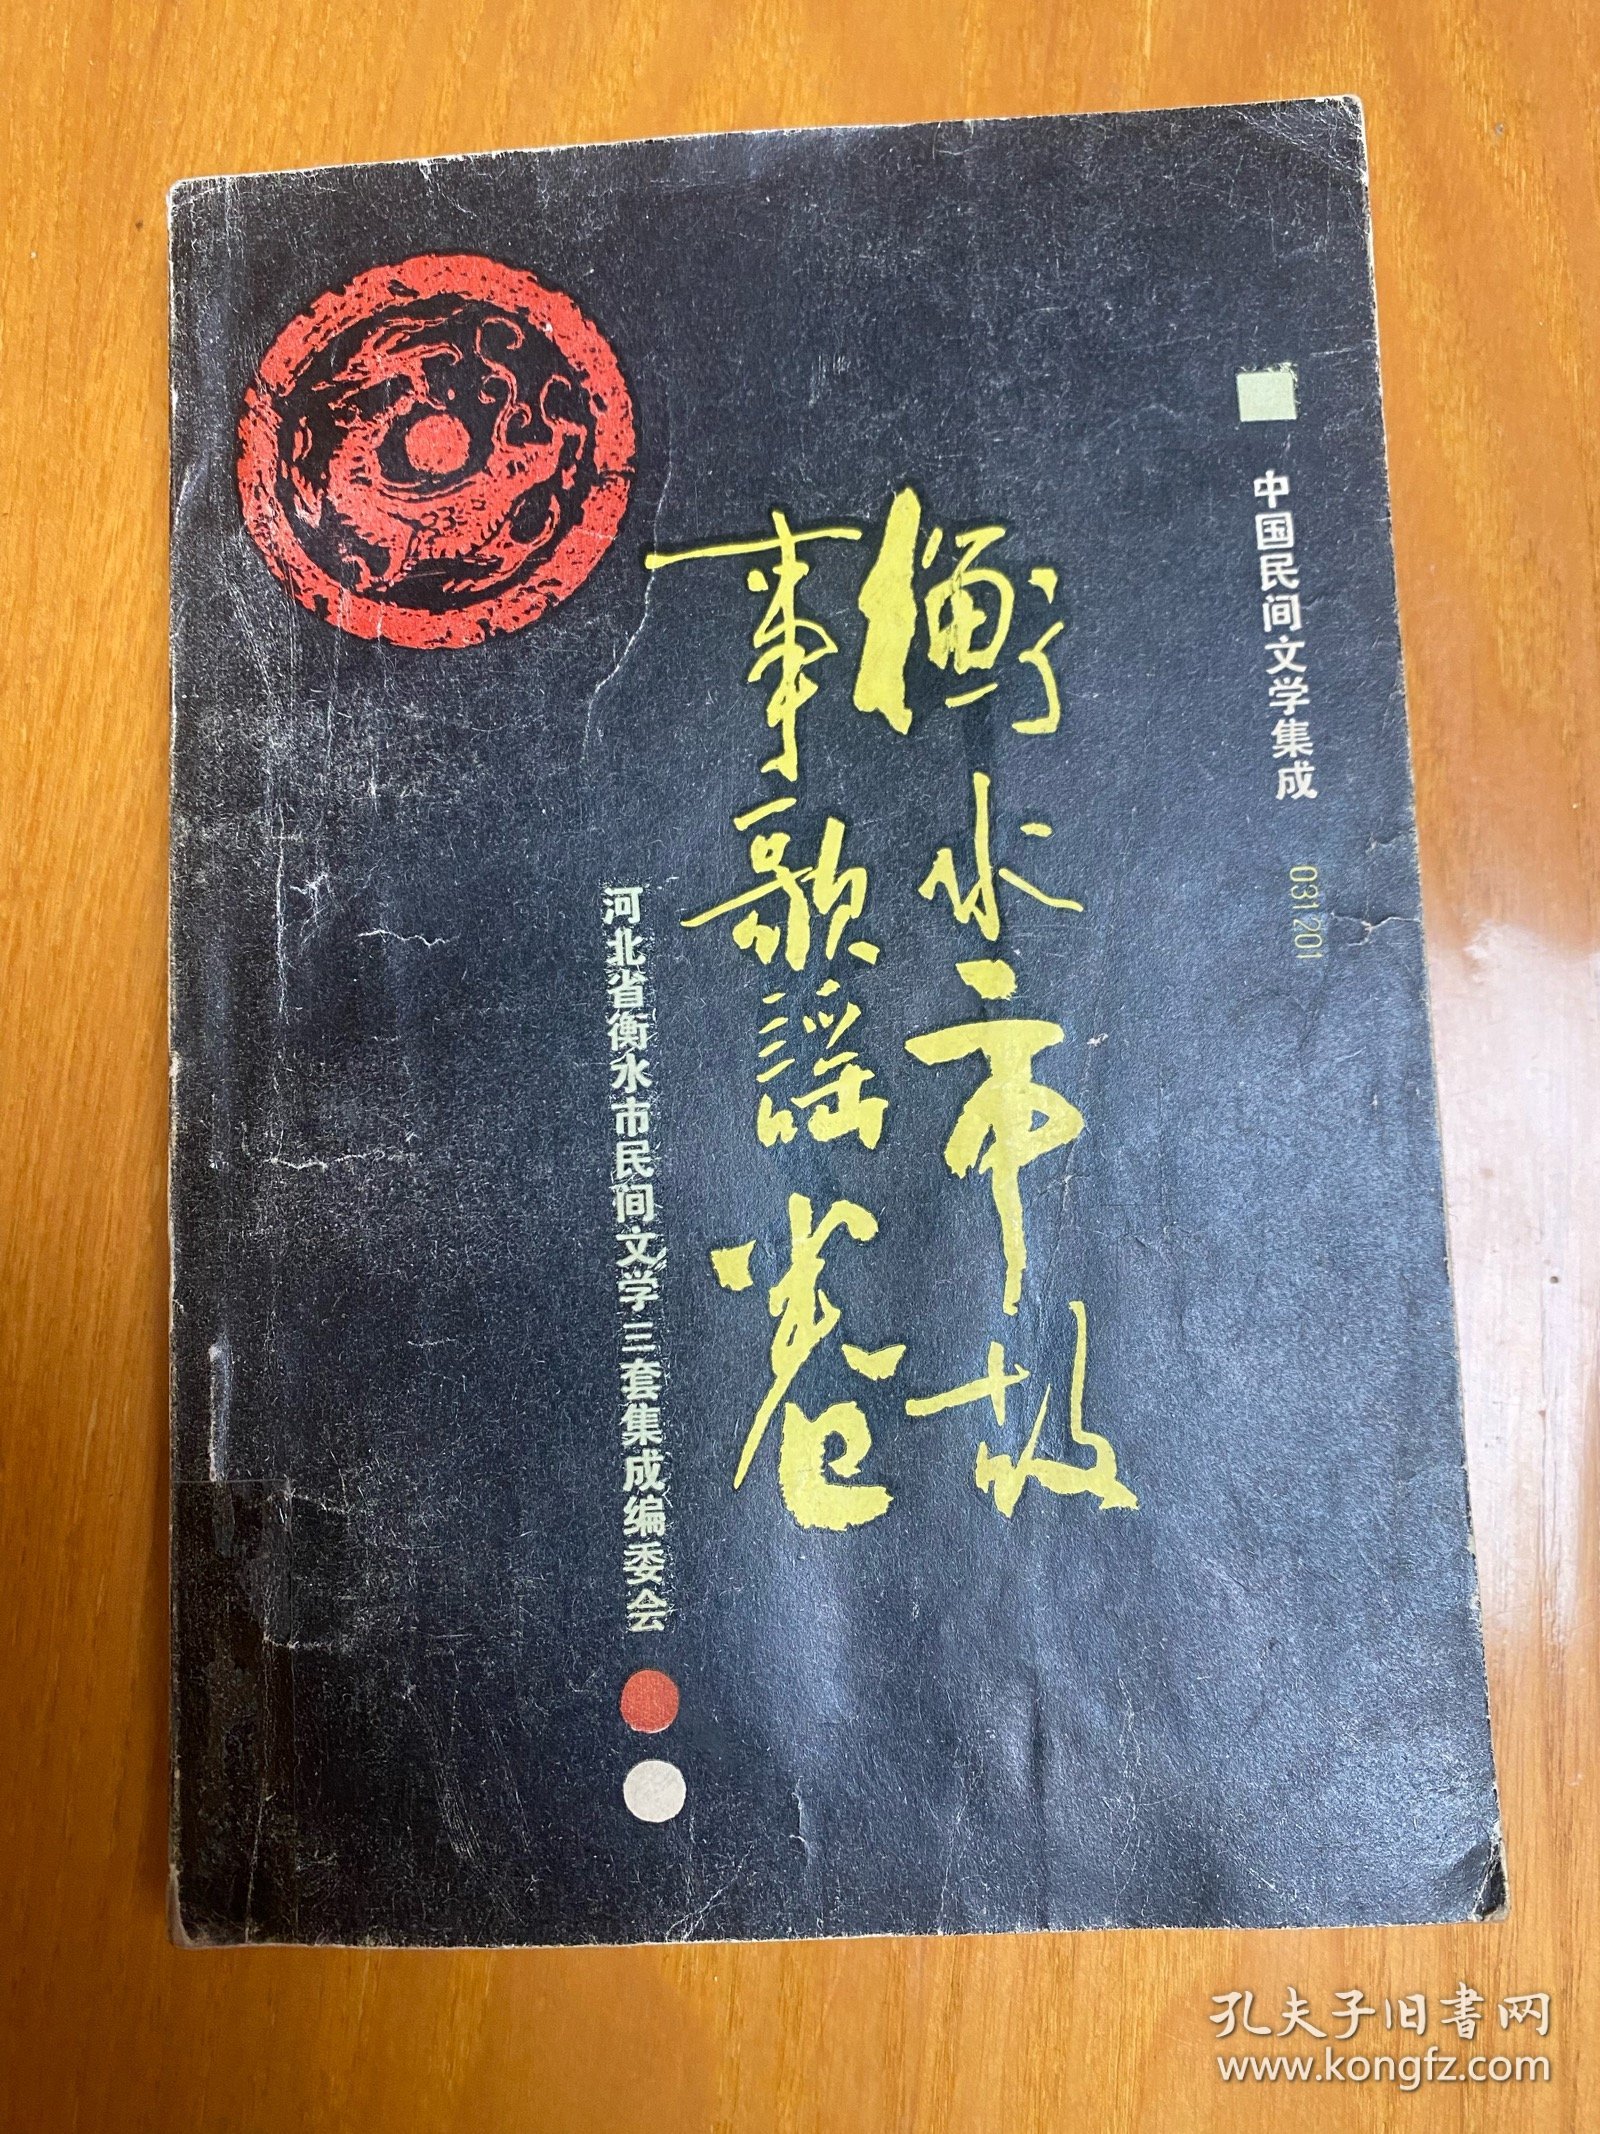 中国民间文学集成 031201
衡水市故
事歌谣卷
河北省衡水市民间文学三套集成编委会
孔夫子旧书网
www.kongfz.com